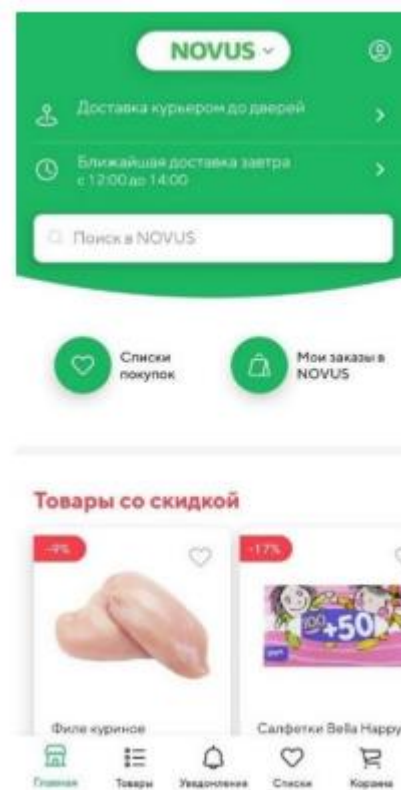 NOVUS
Доставка курьером до дверей
Ближайшая доставка завтра
с 12:00 до 14:00
Поиск в NOVUS
Списки
покупок
Мои заказы в
NOVUS
Товары со скидкой
-9%
-17%
100
+50
Филе куриное
Салфетки Bella Happy
Главная
Товары
Уведомления
Списки
Корзина